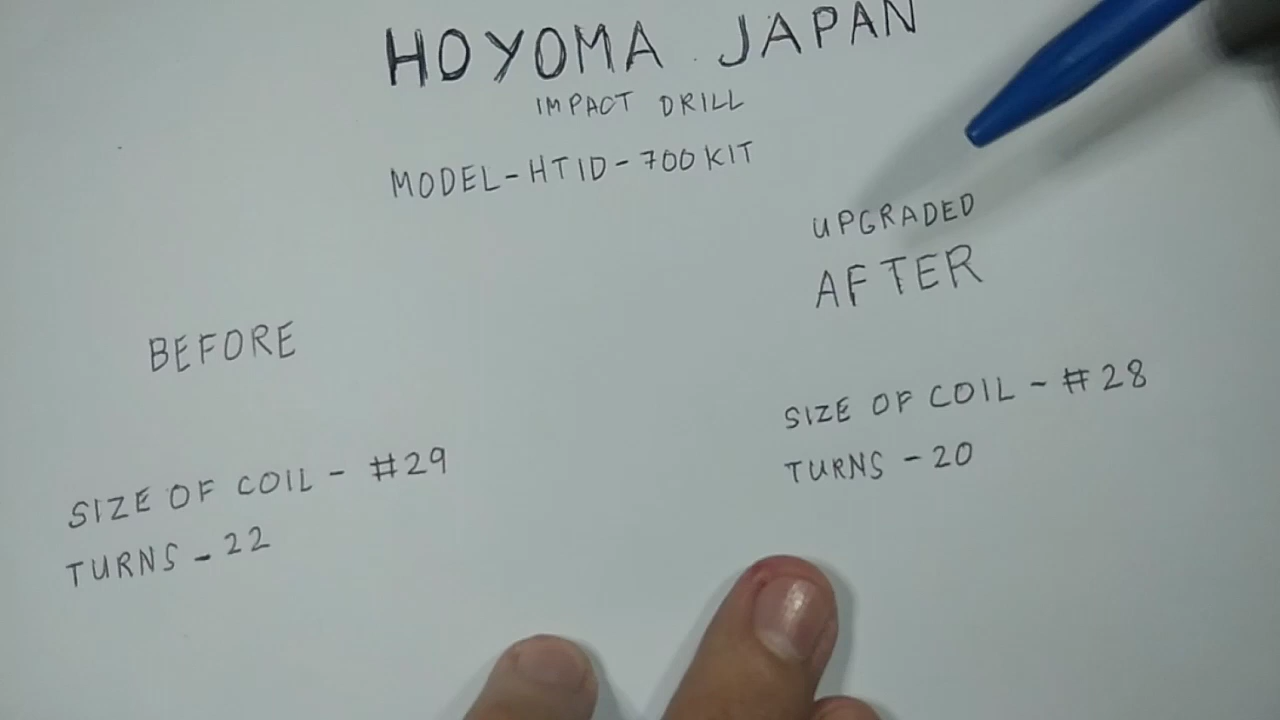 HOYOMA JAPAN
IMPACT DRILL
MODEL-HTID-700KIT
BEFORE
SIZE OF COIL - #29
TURNS - 22
UPGRADED
AFTER
SIZE OF COIL - #28
TURNS - 20